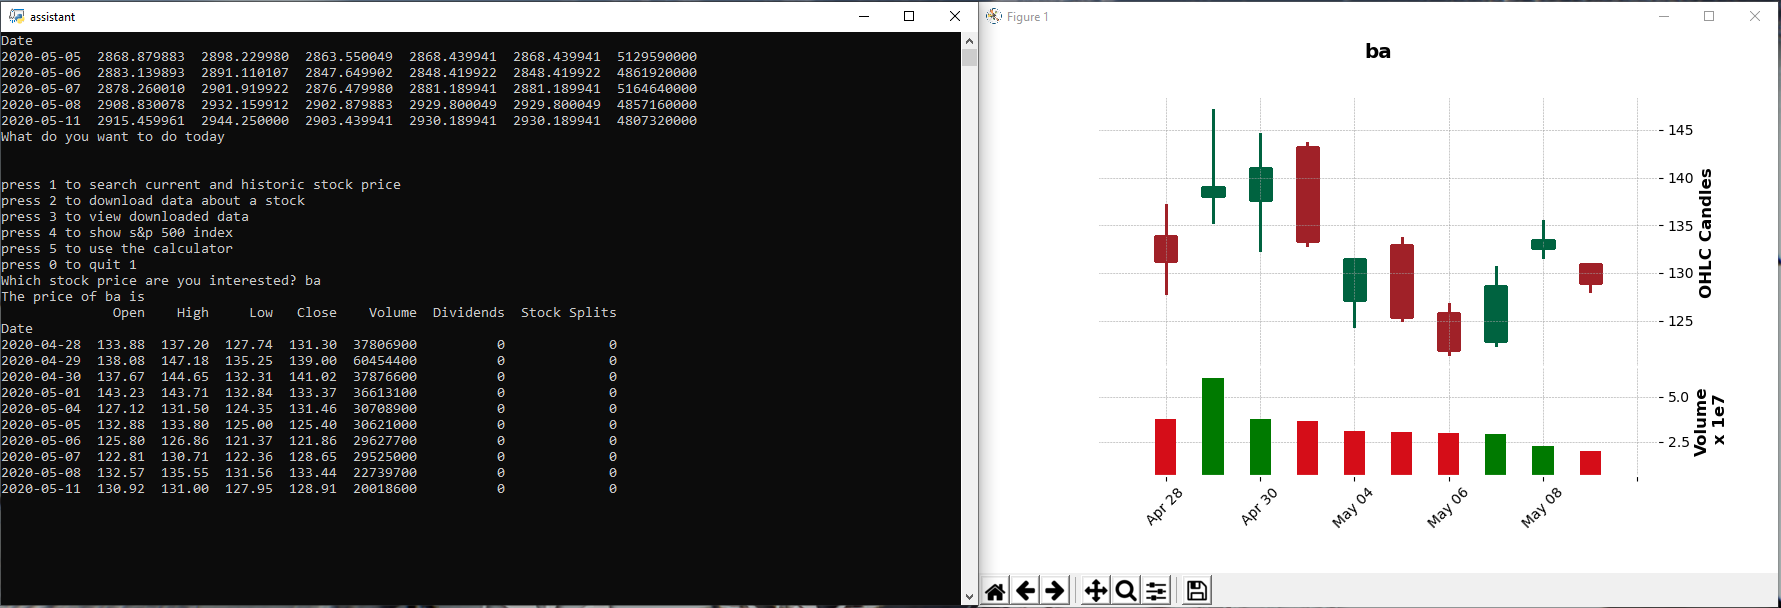 assistant
Date
2020-05-05  2868.879883  2898.229980  2863.550049  2868.439941  2868.439941  5129590000
2020-05-06  2883.139893  2891.110107  2847.649902  2848.419922  2848.419922  4861920000
2020-05-07  2878.260010  2901.919922  2876.479980  2881.189941  2881.189941  5164640000
2020-05-08  2908.830078  2932.159912  2902.879883  2929.800049  2929.800049  4857160000
2020-05-11  2915.459961  2944.250000  2903.439941  2930.189941  2930.189941  4807320000
What do you want to do today
press 1 to search current and historic stock price
press 2 to download data about a stock
press 3 to view downloaded data
press 4 to show s&p 500 index
press 5 to use the calculator
press 0 to quit 1
Which stock price are you interested? ba
The price of ba is
Open    High     Low   Close    Volume  Dividends  Stock Splits
Date
2020-04-28  133.88  137.20  127.74  131.30  37806900          0             0
2020-04-29  138.08  147.18  135.25  139.00  60454400          0             0
2020-04-30  137.67  144.65  132.31  141.02  37876600          0             0
2020-05-01  143.23  143.71  132.84  133.37  36613100          0             0
2020-05-04  127.12  131.50  124.35  131.46  30708900          0             0
2020-05-05  132.88  133.80  125.00  125.40  30621000          0             0
2020-05-06  125.80  126.86  121.37  121.86  29627700          0             0
2020-05-07  122.81  130.71  122.36  128.65  29525000          0             0
2020-05-08  132.57  135.55  131.56  133.44  22739700          0             0
2020-05-11  130.92  131.00  127.95  128.91  20018600          0             0
Figure 1
ba
145
140
135
130
125
OHLC Candles
5.0
2.5
Volume
x 1e7
Apr 28
Apr 30
May 04
May 06
May 08